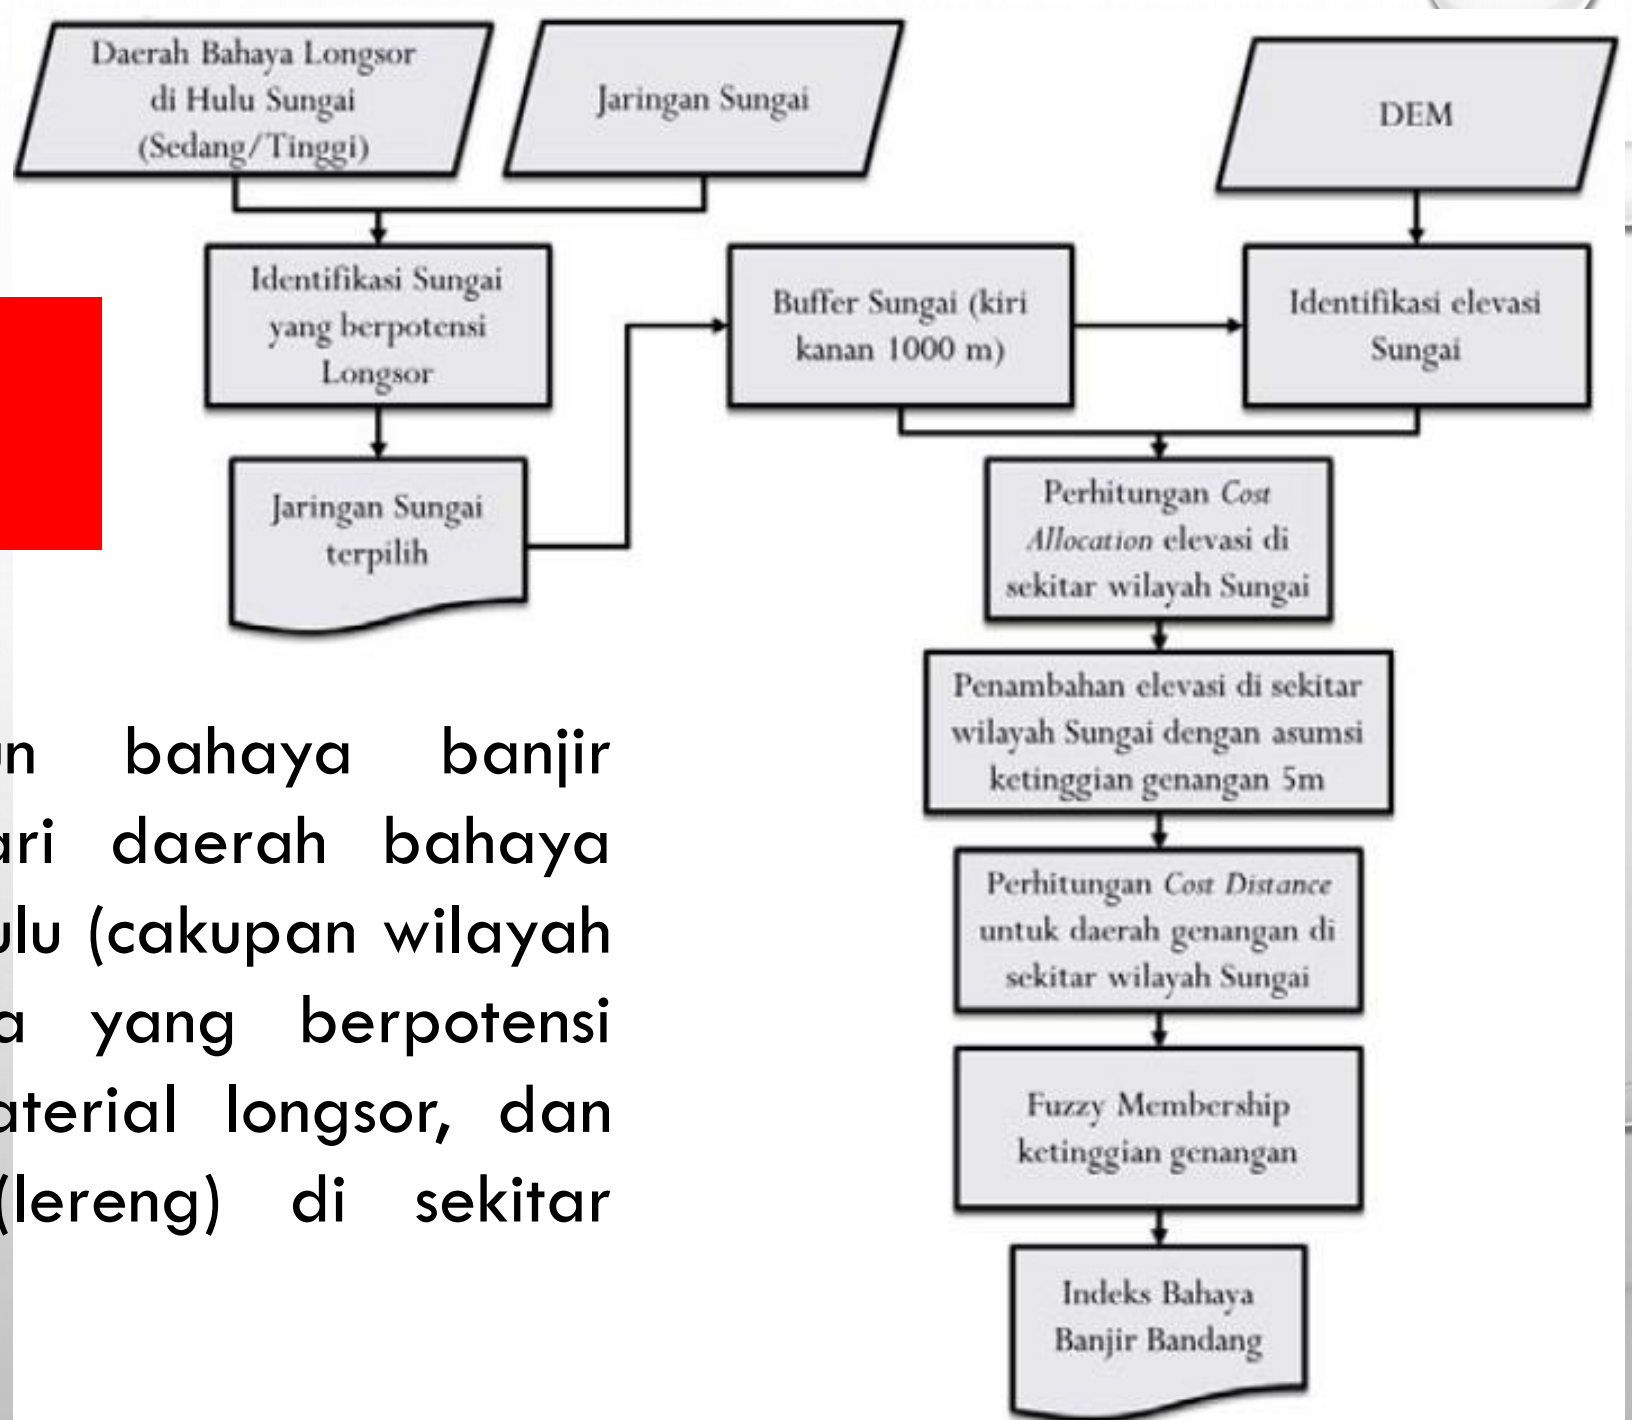 Daerah Bahaya Longsor
di Hulu Sungai
(Sedang/Tinggi)
Jaringan Sungai
DEM
Identifikasi Sungai
yang berpotensi
Longsor
Buffer Sungai (kiri
kanan 1000 m)
Identifikasi elevasi
Sungai
Jaringan Sungai
terpilih
Perhitungan Cost
Allocation elevasi di
sekitar wilayah Sungai
Penambahan elevasi di sekitar
wilayah Sungai dengan asumsi
ketinggian genangan 5m
Perhitungan Cost Distance
untuk daerah genangan di
sekitar wilayah Sungai
Fuzzy Membership
ketinggian genangan
Indeks Bahaya
Banjir Bandang
bahaya banjir
daerah bahaya
(cakupan wilayah
yang berpotensi
longsor, dan
(lereng) di sekitar